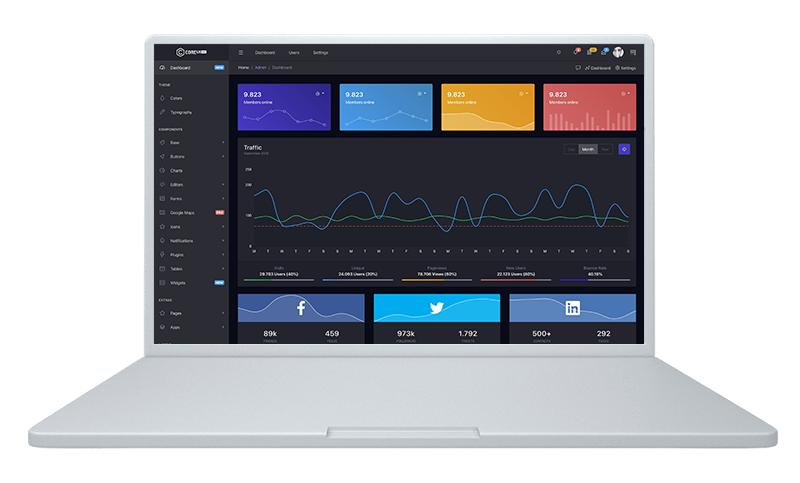 COREUI
Dashboard
Users
Settings
Dashboard
NEW
Home / Admin / Dashboard
Dashboard
Settings
THEME
Colors
Typography
COMPONENTS
Base
Buttons
Charts
Editors
Forms
Google Maps
PRO
Icons
Notifications
Plugins
Tables
Widgets
NEW
EXTRAS
Pages
Apps
9.823
Members online
9.823
Members online
9.823
Members online
9.823
Members online
Traffic
September 2019
Day
Month
Year
250
200
150
0
M T W T F S S M T W T F S S M T W T F S S M T W T F S S
Visits
29.703 Users (40%)
Unique
24.093 Users (20%)
Pageviews
78.706 Views (60%)
New Users
22.123 Users (80%)
Bounce Rate
40.15%
f
in
89k
FRIENDS
459
FEEDS
973k
FOLLOWERS
1.792
TWEETS
500+
CONTACTS
292
FEEDS